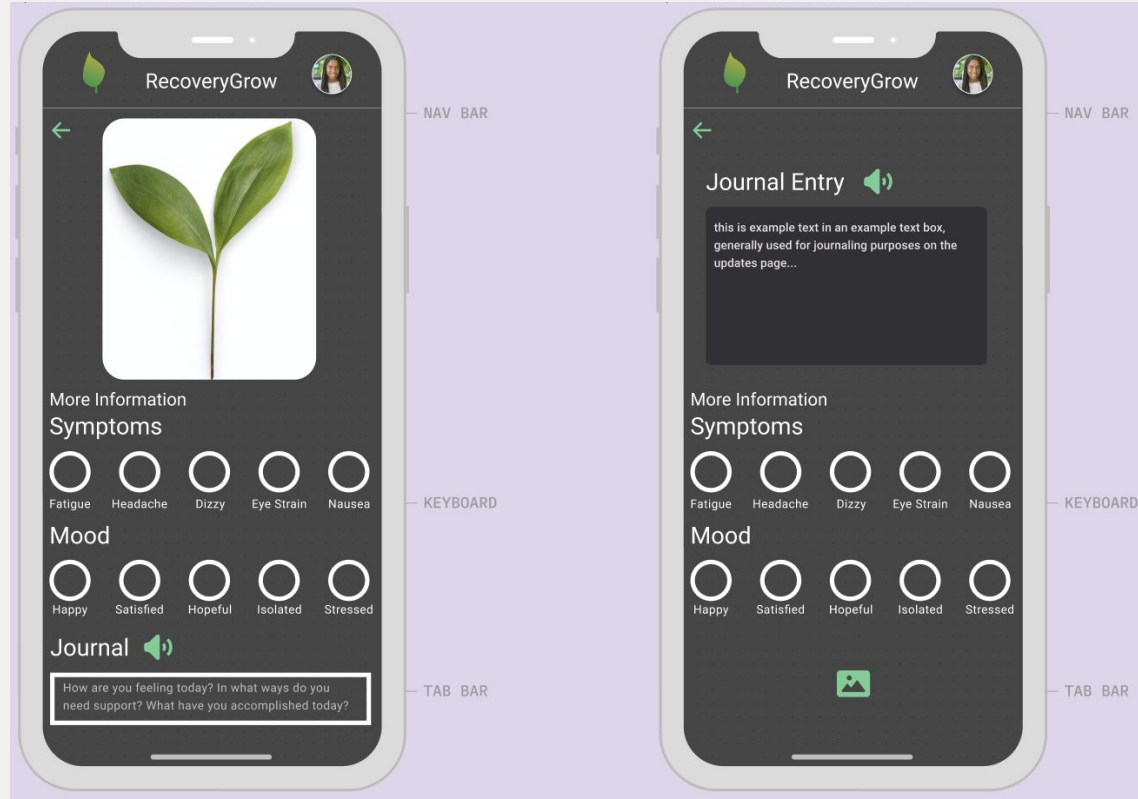 RecoveryGrow
NAV BAR
More Information
Symptoms
Fatigue Headache Dizzy Eye Strain Nausea
KEYBOARD
Mood
Happy Satisfied Hopeful Isolated Stressed
Journal
How are you feeling today? In what ways do you
need support? What have you accomplished today?
TAB BAR
RecoveryGrow
NAV BAR
Journal Entry
this is example text in an example text box,
generally used for journaling purposes on the
updates page...
More Information
Symptoms
Fatigue Headache Dizzy Eye Strain Nausea
KEYBOARD
Mood
Happy Satisfied Hopeful Isolated Stressed
TAB BAR